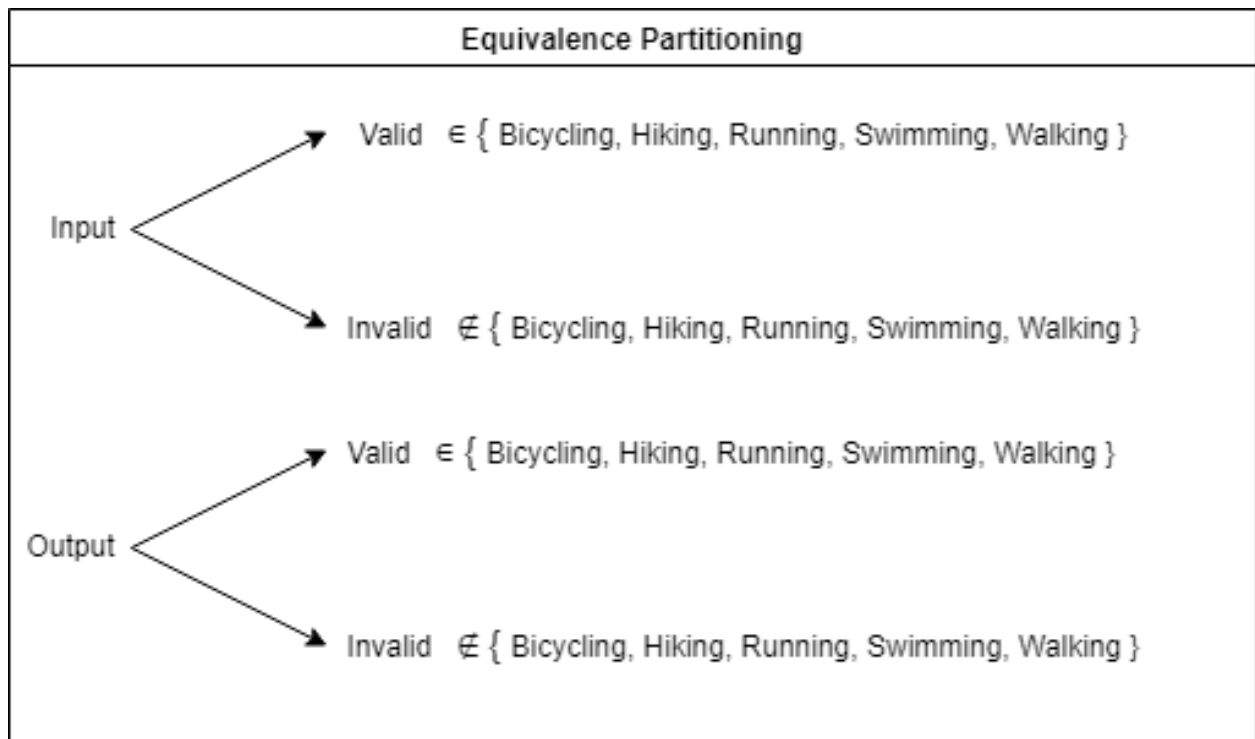 Equivalence Partitioning
Valid ∈ { Bicycling, Hiking, Running, Swimming, Walking }
Input
Invalid ∉ { Bicycling, Hiking, Running, Swimming, Walking }
Valid ∈ { Bicycling, Hiking, Running, Swimming, Walking }
Output
Invalid ∉ { Bicycling, Hiking, Running, Swimming, Walking }